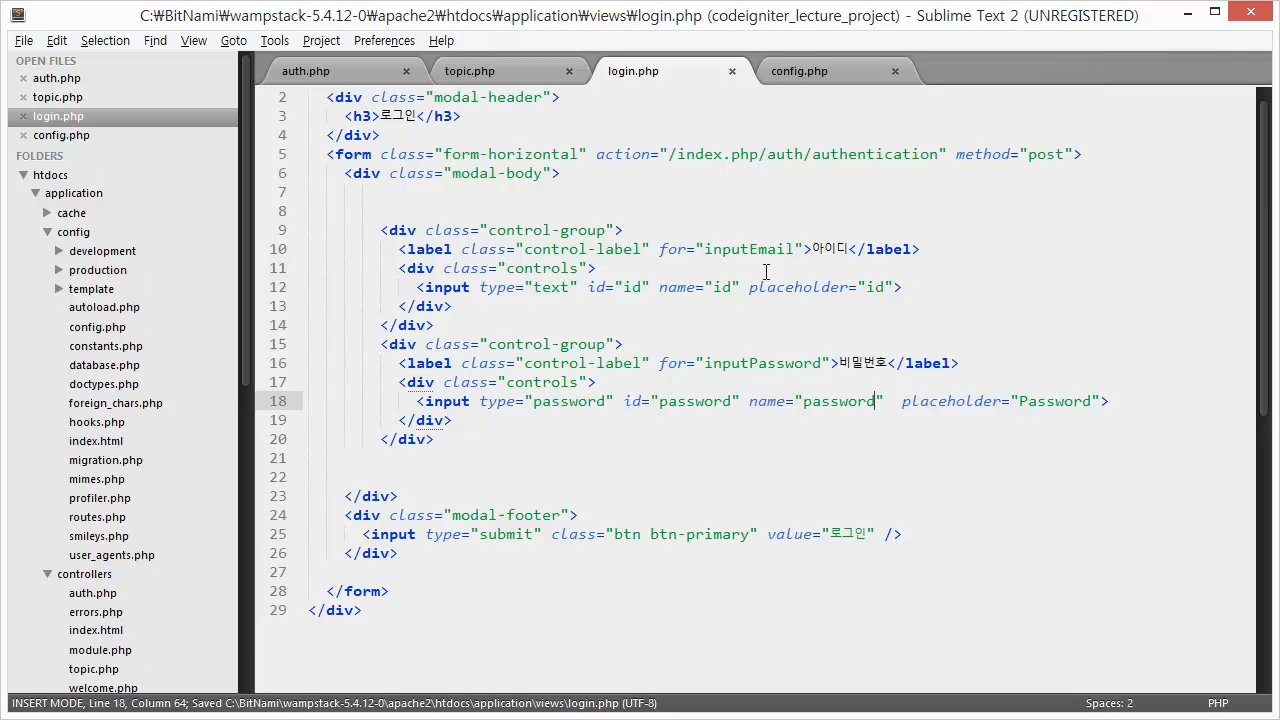 C:₩BitNami₩wampstack-5.4.12-0₩apache2₩htdocs₩application₩views₩login.php (codeigniter_lecture_project) - Sublime Text 2 (UNREGISTERED)
File Edit Selection Find View Goto Tools Project Preferences Help
OPEN FILES
auth.php
topic.php
login.php
config.php
FOLDERS
htdocs
application
cache
config
development
production
template
autoload.php
config.php
constants.php
database.php
doctypes.php
foreign_chars.php
hooks.php
index.html
migration.php
mimes.php
profiler.php
routes.php
smileys.php
user_agents.php
controllers
auth.php
errors.php
index.html
module.php
topic.php
welcome.php
auth.php topic.php login.php config.php
2 <div class="modal-header">
3 <h3>로그인</h3>
4 </div>
5 <form class="form-horizontal" action="/index.php/auth/authentication" method="post">
6 <div class="modal-body">
7
8
9 <div class="control-group">
10 <label class="control-label" for="inputEmail">아이디</label>
11 <div class="controls">
12 <input type="text" id="id" name="id" placeholder="id">
13 </div>
14 </div>
15 <div class="control-group">
16 <label class="control-label" for="inputPassword">비밀번호</label>
17 <div class="controls">
18 <input type="password" id="password" name="password"  placeholder="Password">
19 </div>
20 </div>
21
22
23 </div>
24 <div class="modal-footer">
25 <input type="submit" class="btn btn-primary" value="로그인" />
26 </div>
27
28 </form>
29 </div>
INSERT MODE, Line 18, Column 64; Saved C:\BitNami\wampstack-5.4.12-0\apache2\htdocs\application\views\login.php (UTF-8) Spaces: 2 PHP